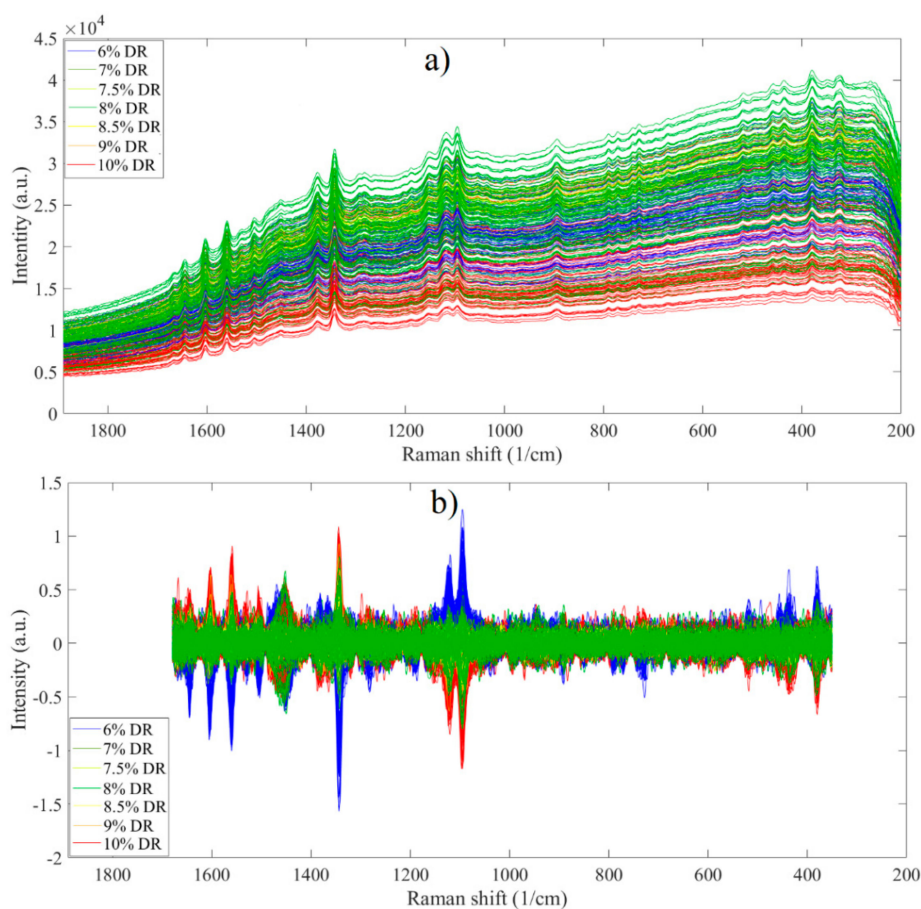 ×10⁴
a)
4.5
4
3.5
3
2.5
2
1.5
1
0.5
0
Intentity (a.u.)
6% DR
7% DR
7.5% DR
8% DR
8.5% DR
9% DR
10% DR
1800 1600 1400 1200 1000 800 600 400 200
Raman shift (1/cm)
b)
1.5
1
0.5
0
-0.5
-1
-1.5
-2
Intensity (a.u.)
6% DR
7% DR
7.5% DR
8% DR
8.5% DR
9% DR
10% DR
1800 1600 1400 1200 1000 800 600 400 200
Raman shift (1/cm)